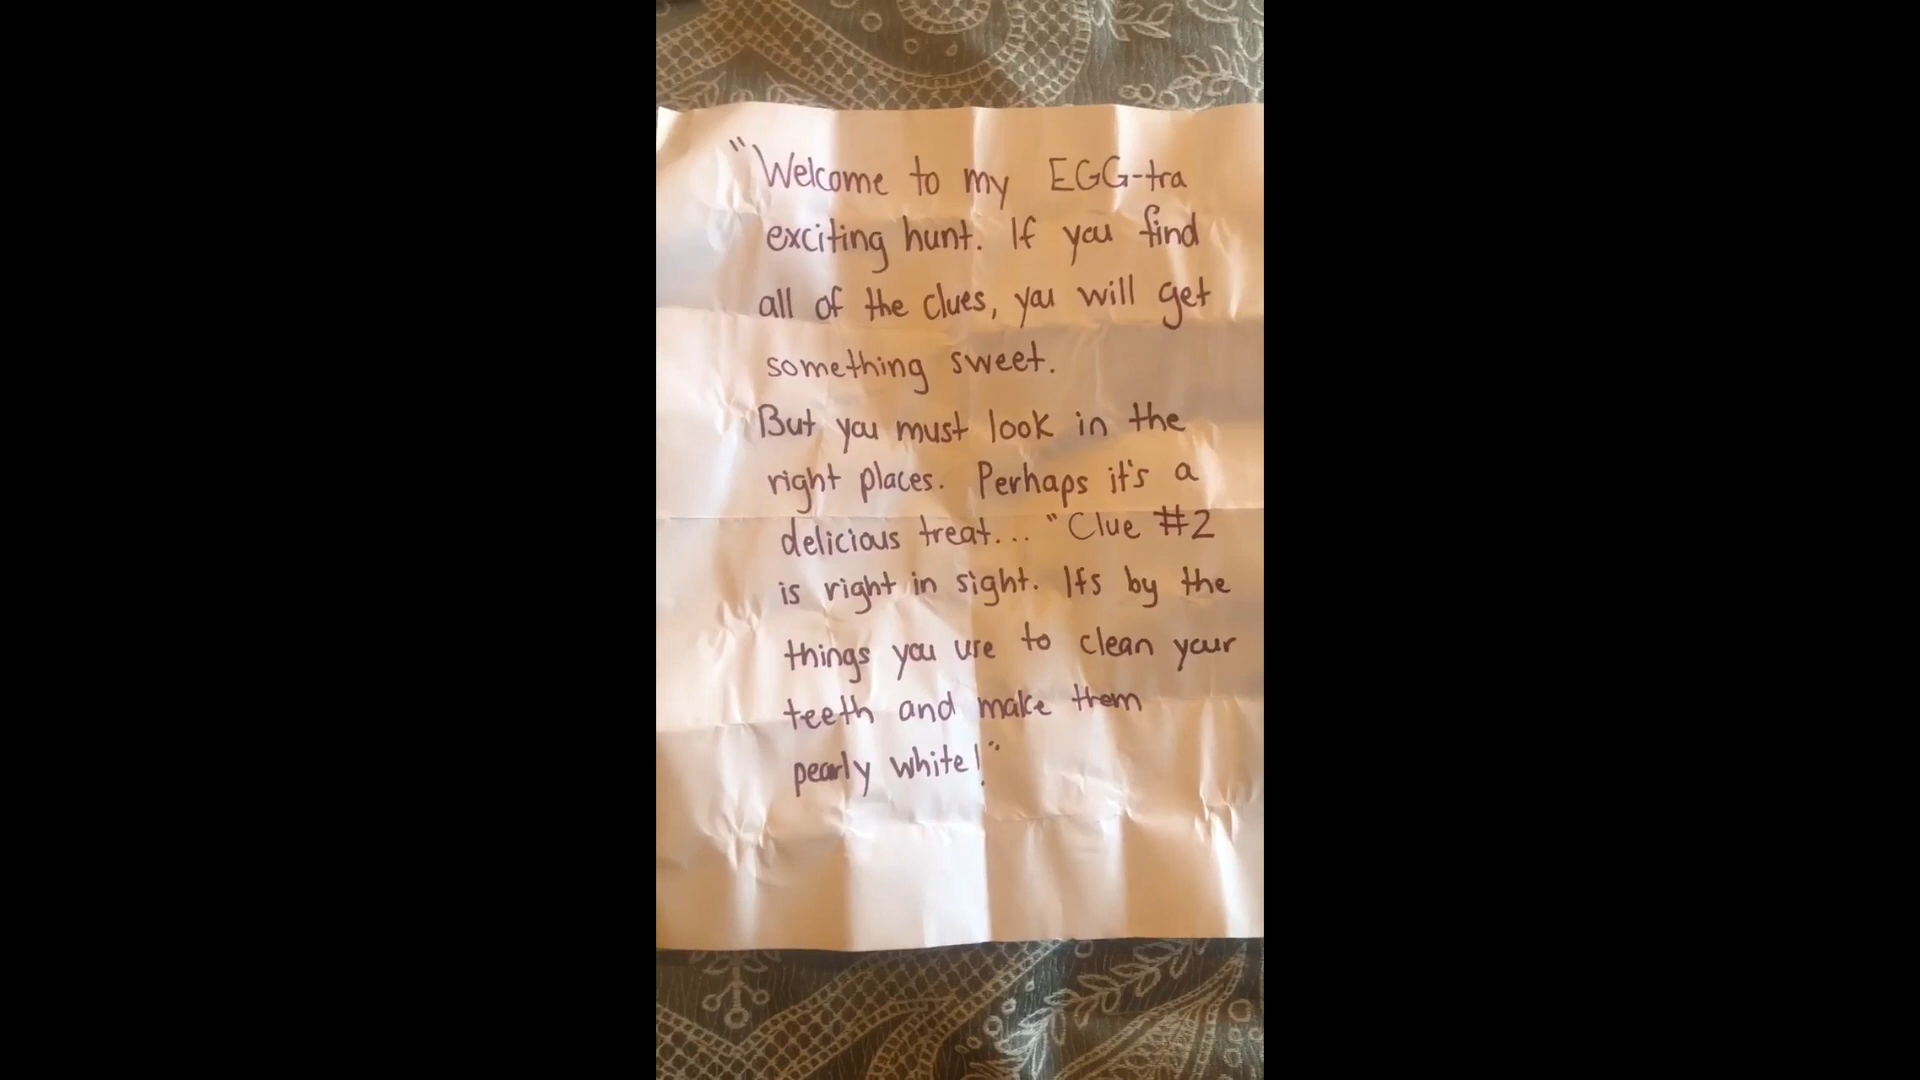 "Welcome to my EGG-tra
exciting hunt. If you find
all of the clues, you will get
something sweet.
But you must look in the
right places. Perhaps it's a
delicious treat... "Clue #2
is right in sight. It's by the
things you use to clean your
teeth and make them
pearly white!"